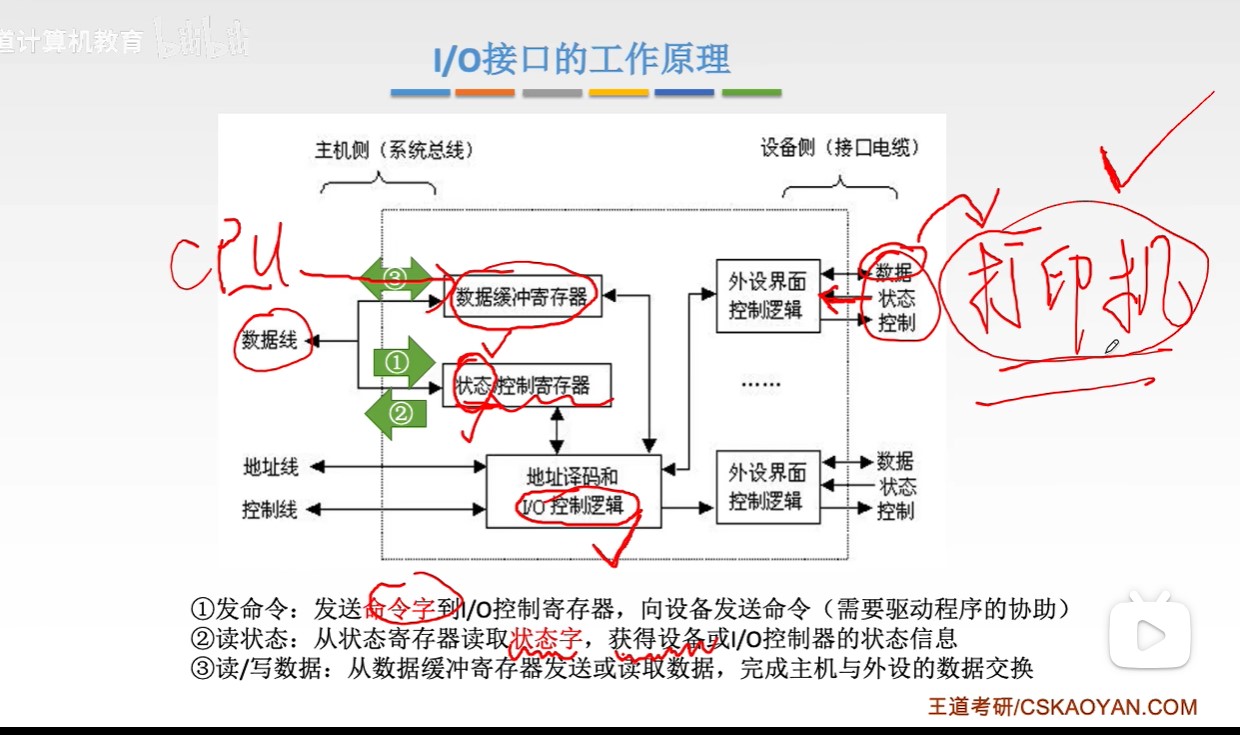 道计算机教育 bilibili
I/O接口的工作原理
主机侧（系统总线）
设备侧（接口电缆）
CPU
③
数据缓冲寄存器
外设界面
控制逻辑
数据
状态
控制
打印机
数据线
①
状态/控制寄存器
②
……
地址线
控制线
地址译码和
I/O 控制逻辑
外设界面
控制逻辑
数据
状态
控制
①发命令：发送命令字到I/O控制寄存器，向设备发送命令（需要驱动程序的协助）
②读状态：从状态寄存器读取状态字，获得设备或I/O控制器的状态信息
③读/写数据：从数据缓冲寄存器发送或读取数据，完成主机与外设的数据交换
王道考研/CSKAOYAN.COM